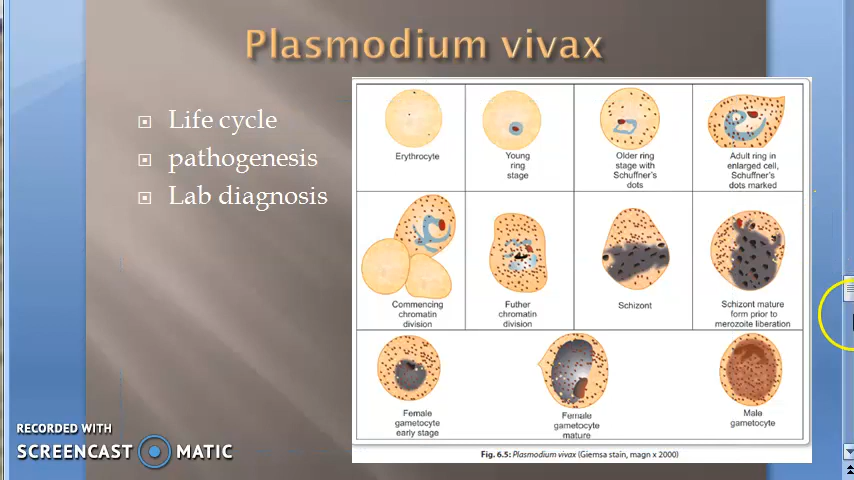 Plasmodium vivax
Life cycle
pathogenesis
Lab diagnosis
Erythrocyte
Young
ring
stage
Older ring
stage with
Schuffner's
dots
Adult ring in
enlarged cell,
Schuffner's
dots marked
Commencing
chromatin
division
Futher
chromatin
division
Schizont
Schizont mature
form prior to
merozoite liberation
Female
gametocyte
early stage
Female
gametocyte
mature
Male
gametocyte
Fig. 6.5: Plasmodium vivax (Giemsa stain, magn x 2000)
RECORDED WITH
SCREENCAST MATIC